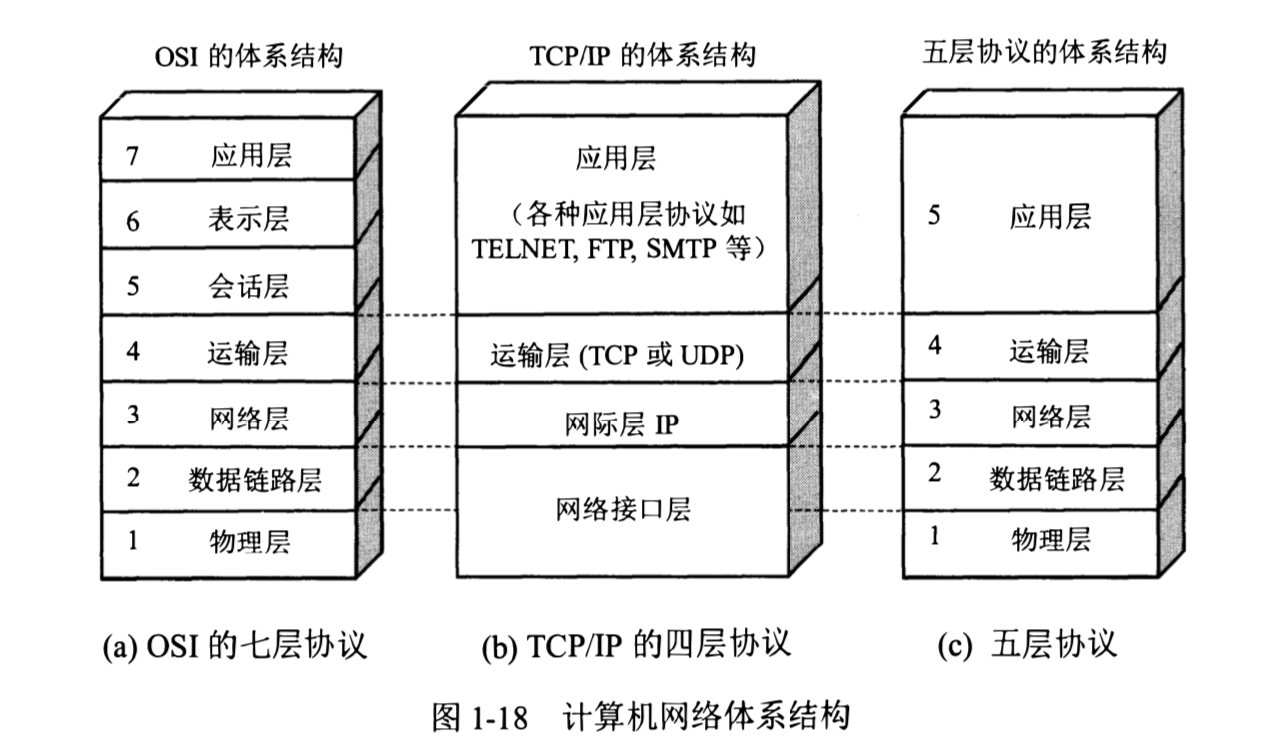 OSI 的体系结构
7 应用层
6 表示层
5 会话层
4 运输层
3 网络层
2 数据链路层
1 物理层
(a) OSI 的七层协议
TCP/IP 的体系结构
应用层
（各种应用层协议如
TELNET, FTP, SMTP 等）
运输层 (TCP 或 UDP)
网际层 IP
网络接口层
(b) TCP/IP 的四层协议
五层协议的体系结构
5 应用层
4 运输层
3 网络层
2 数据链路层
1 物理层
(c) 五层协议
图 1-18 计算机网络体系结构